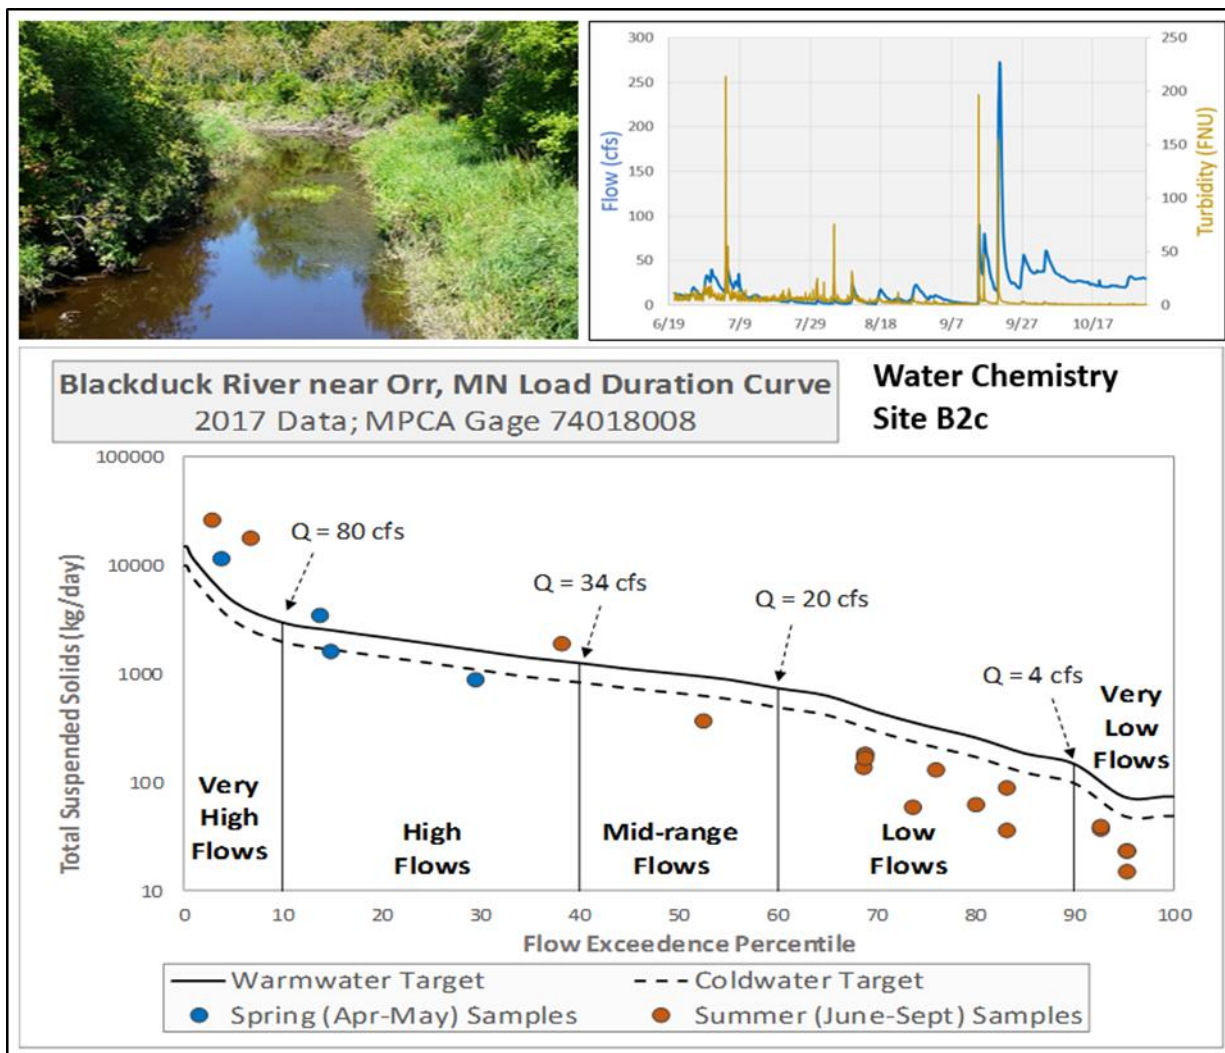 300
250
200
150
100
50
0
Flow (cfs)
250
200
150
100
50
0
Turbidity (FNU)
6/19 7/9 7/29 8/18 9/7 9/27 10/17
Blackduck River near Orr, MN Load Duration Curve
2017 Data; MPCA Gage 74018008
Water Chemistry
Site B2c
100000
10000
1000
100
10
Total Suspended Solids (kg/day)
Q = 80 cfs
Q = 34 cfs
Q = 20 cfs
Q = 4 cfs
Very
High
Flows
High
Flows
Mid-range
Flows
Low
Flows
Very
Low
Flows
0 10 20 30 40 50 60 70 80 90 100
Flow Exceedence Percentile
Warmwater Target
Coldwater Target
Spring (Apr-May) Samples
Summer (June-Sept) Samples